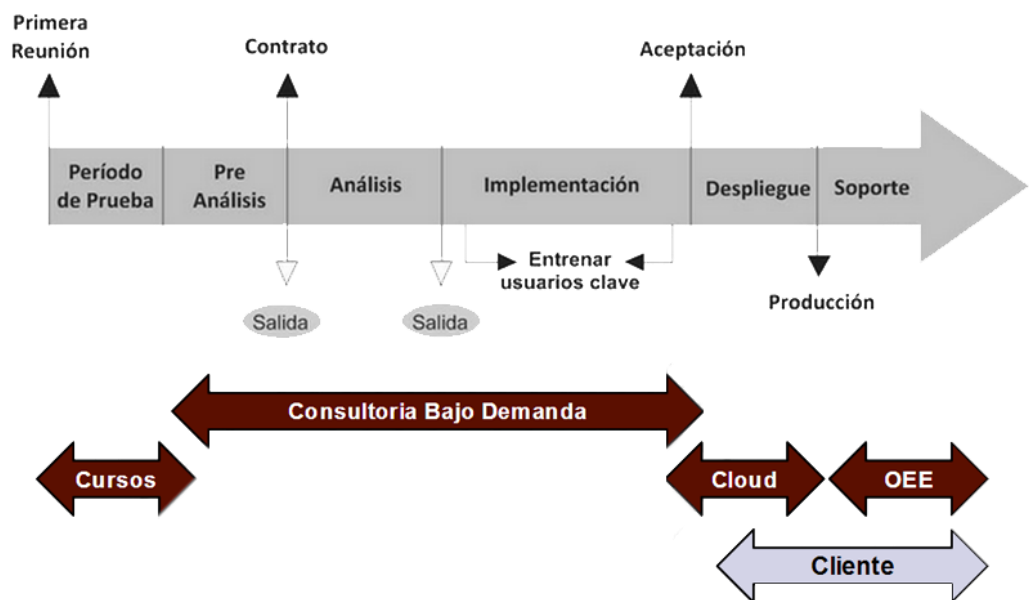 Primera
Reunión
Contrato
Aceptación
Período
de Prueba
Pre
Análisis
Análisis
Implementación
Despliegue
Soporte
Entrenar
usuarios clave
Producción
Salida
Salida
Consultoria Bajo Demanda
Cursos
Cloud
OEE
Cliente